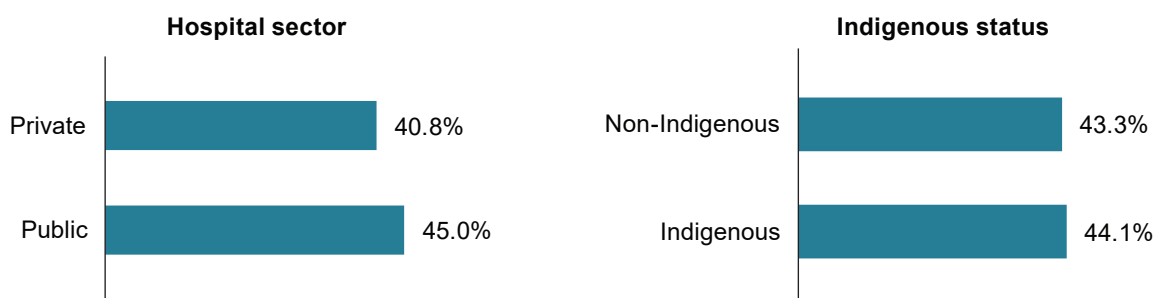 Hospital sector
Private
40.8%
Public
45.0%
Indigenous status
Non-Indigenous
43.3%
Indigenous
44.1%